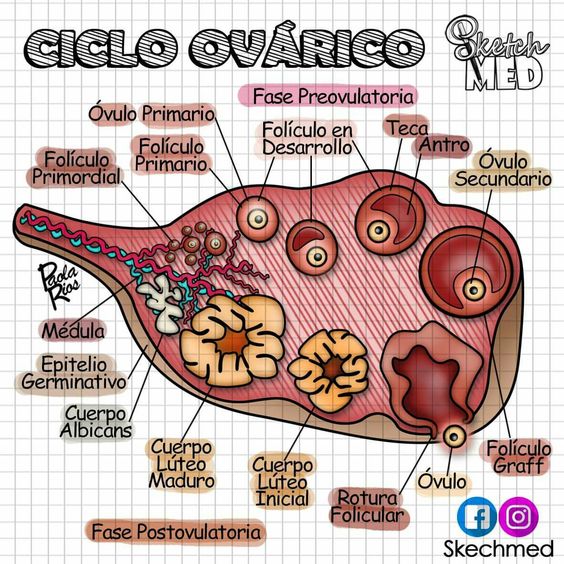 CICLO OVÁRICO
Sketch
MED
Fase Preovulatoria
Óvulo Primario
Folículo
Primordial
Folículo
Primario
Folículo en
Desarrollo
Teca
Antro
Óvulo
Secundario
Paola
Rios
Médula
Epitelio
Germinativo
Cuerpo
Albicans
Cuerpo
Lúteo
Maduro
Cuerpo
Lúteo
Inicial
Rotura
Folicular
Óvulo
Folículo
Graff
Fase Postovulatoria
Skechmed